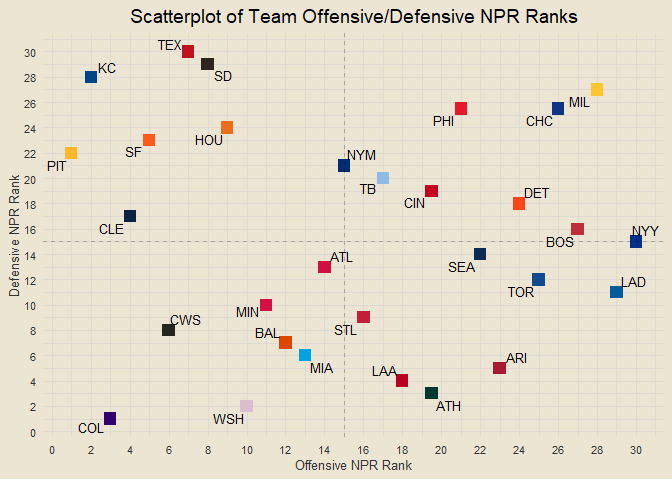 Scatterplot of Team Offensive/Defensive NPR Ranks
Defensive NPR Rank
30
28
26
24
22
20
18
16
14
12
10
8
6
4
2
0
TEX
KC
SD
MIL
PHI
CHC
HOU
SF
PIT
NYM
TB
CIN
DET
CLE
NYY
BOS
ATL
SEA
LAD
TOR
MIN
CWS
STL
BAL
MIA
LAA
ARI
ATH
WSH
COL
0 2 4 6 8 10 12 14 16 18 20 22 24 26 28 30
Offensive NPR Rank